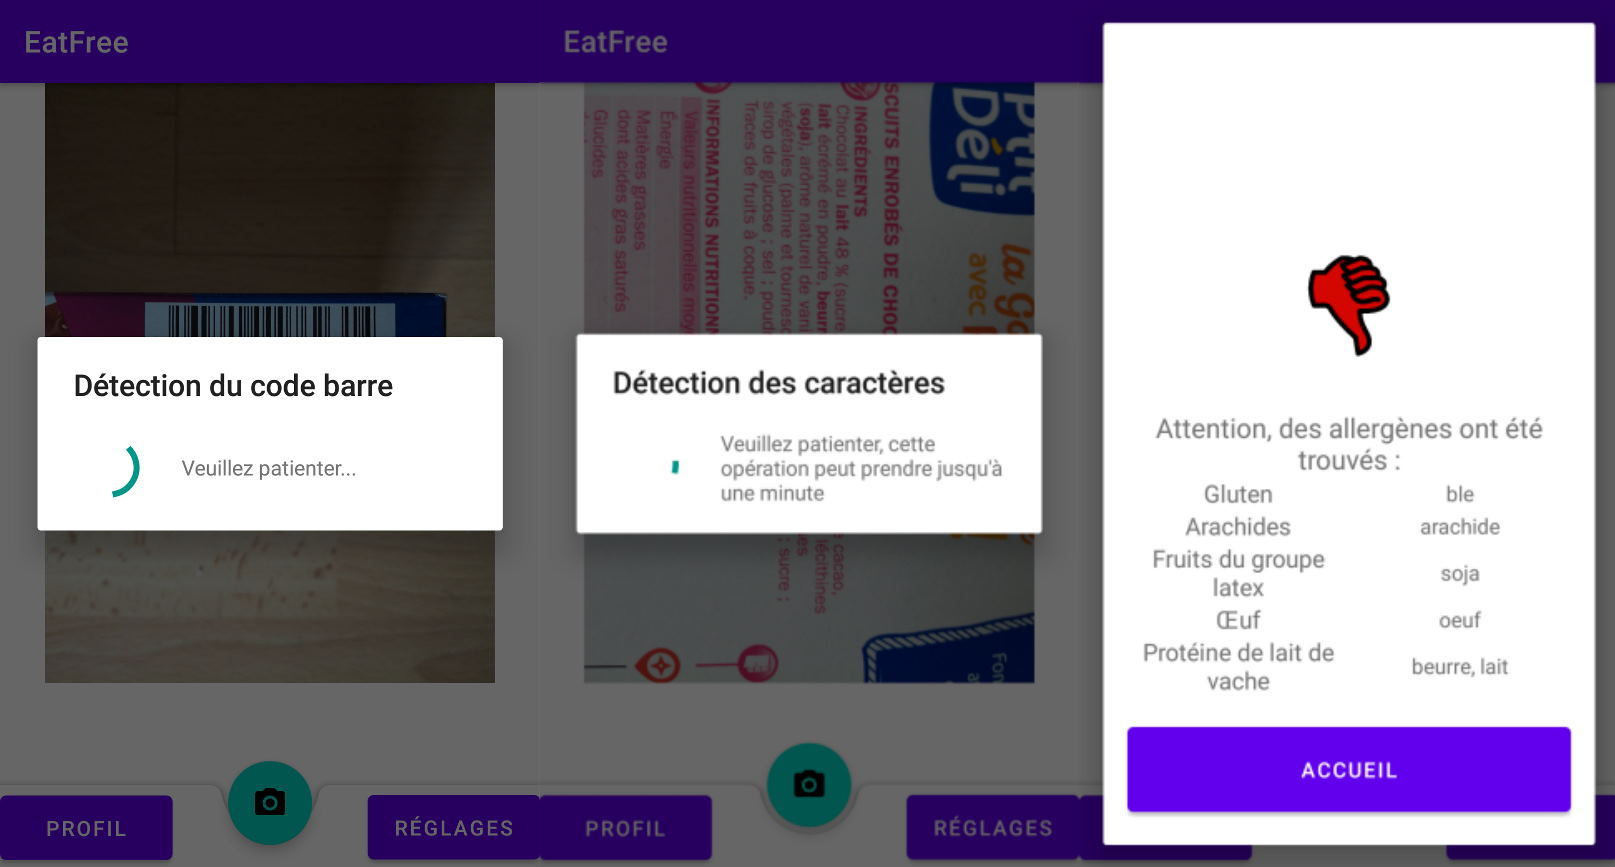 EatFree
Détection du code barre
Veuillez patienter...
PROFIL
RÉGLAGES
EatFree
P'tit
Déli
la go
avec
SCUITS ENROBÉS DE CHOC
INGRÉDIENTS
Chocolat au lait 48 % (sucre,
cacao,
lait écrémé en poudre, beurr
lécithines
(soja), arôme naturel de vani
végétales (palme et tournes
sirop de glucose ; sel ; poud
: sucre ;
Traces de fruits à coque.
INFORMATIONS NUTRITIONN
Valeurs nutritionnelles moy
Énergie
Matières grasses
dont acides gras saturés
Glucides
Fon
Détection des caractères
Veuillez patienter, cette
opération peut prendre jusqu'à
une minute
PROFIL
RÉGLAGES
Attention, des allergènes ont été
trouvés :
Gluten ble
Arachides arachide
Fruits du groupe
latex soja
Œuf oeuf
Protéine de lait de
vache beurre, lait
ACCUEIL